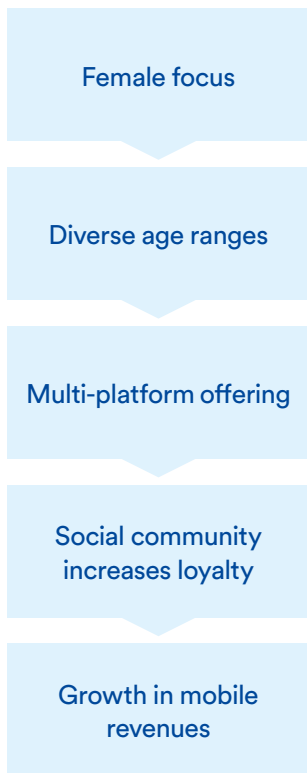 Female focus
Diverse age ranges
Multi-platform offering
Social community
increases loyalty
Growth in mobile
revenues